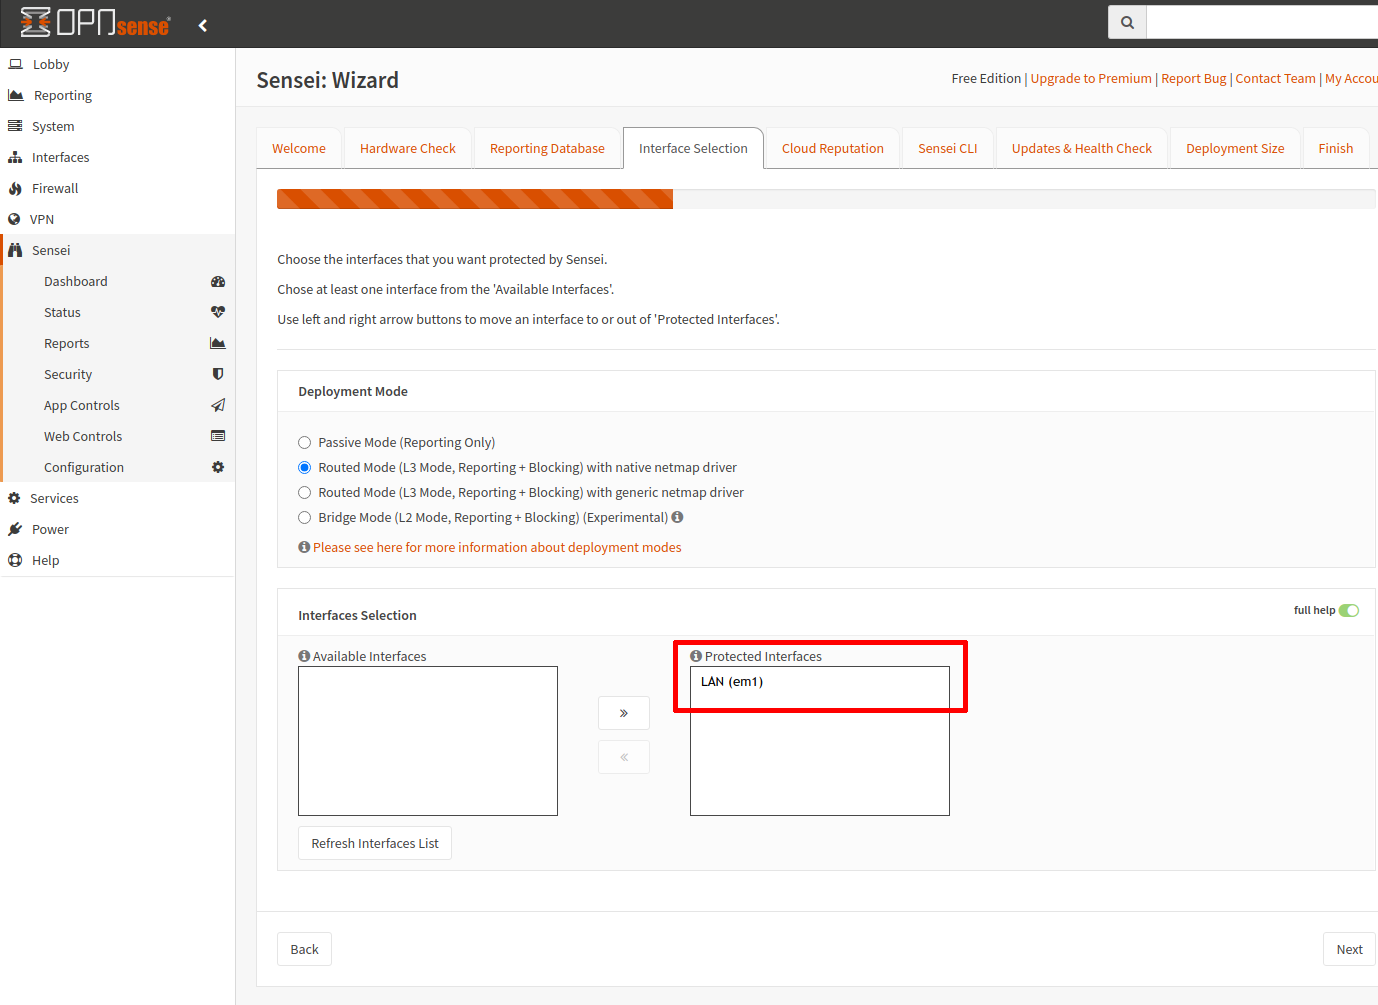 OPNsense®
Lobby
Reporting
System
Interfaces
Firewall
VPN
Sensei
Dashboard
Status
Reports
Security
App Controls
Web Controls
Configuration
Services
Power
Help
Sensei: Wizard
Free Edition | Upgrade to Premium | Report Bug | Contact Team | My Accou
Welcome
Hardware Check
Reporting Database
Interface Selection
Cloud Reputation
Sensei CLI
Updates & Health Check
Deployment Size
Finish
Choose the interfaces that you want protected by Sensei.
Chose at least one interface from the 'Available Interfaces'.
Use left and right arrow buttons to move an interface to or out of 'Protected Interfaces'.
Deployment Mode
Passive Mode (Reporting Only)
Routed Mode (L3 Mode, Reporting + Blocking) with native netmap driver
Routed Mode (L3 Mode, Reporting + Blocking) with generic netmap driver
Bridge Mode (L2 Mode, Reporting + Blocking) (Experimental)
Please see here for more information about deployment modes
Interfaces Selection
full help
Available Interfaces
Protected Interfaces
LAN (em1)
»
«
Refresh Interfaces List
Back
Next